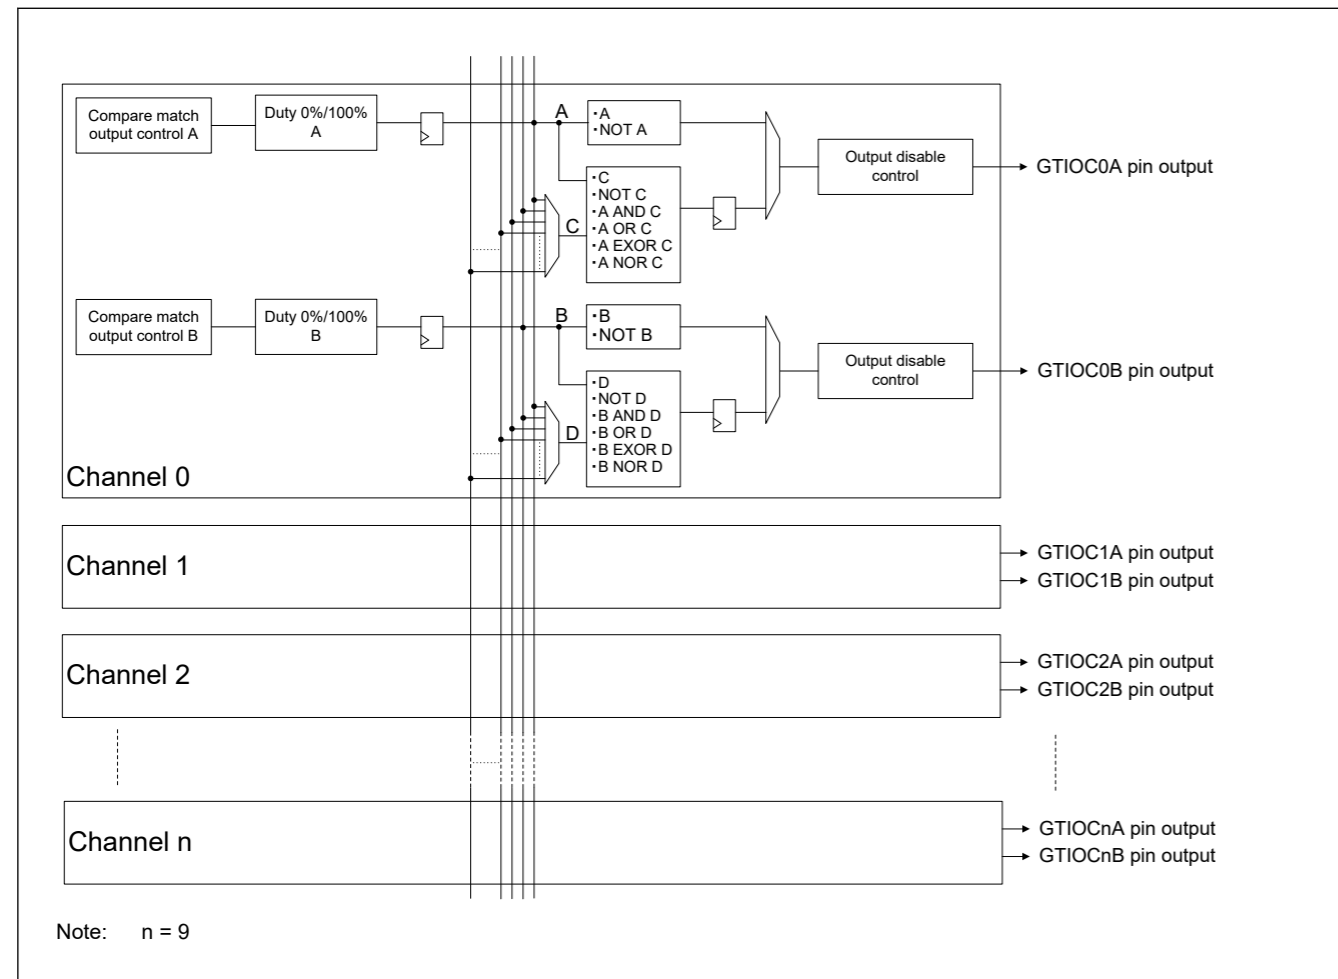 Compare match
output control A
Duty 0%/100%
A
A
・A
・NOT A
C
・C
・NOT C
・A AND C
・A OR C
・A EXOR C
・A NOR C
Output disable
control
GTIOC0A pin output
Compare match
output control B
Duty 0%/100%
B
B
・B
・NOT B
D
・D
・NOT D
・B AND D
・B OR D
・B EXOR D
・B NOR D
Output disable
control
GTIOC0B pin output
Channel 0
Channel 1
GTIOC1A pin output
GTIOC1B pin output
Channel 2
GTIOC2A pin output
GTIOC2B pin output
Channel n
GTIOCnA pin output
GTIOCnB pin output
Note: n = 9